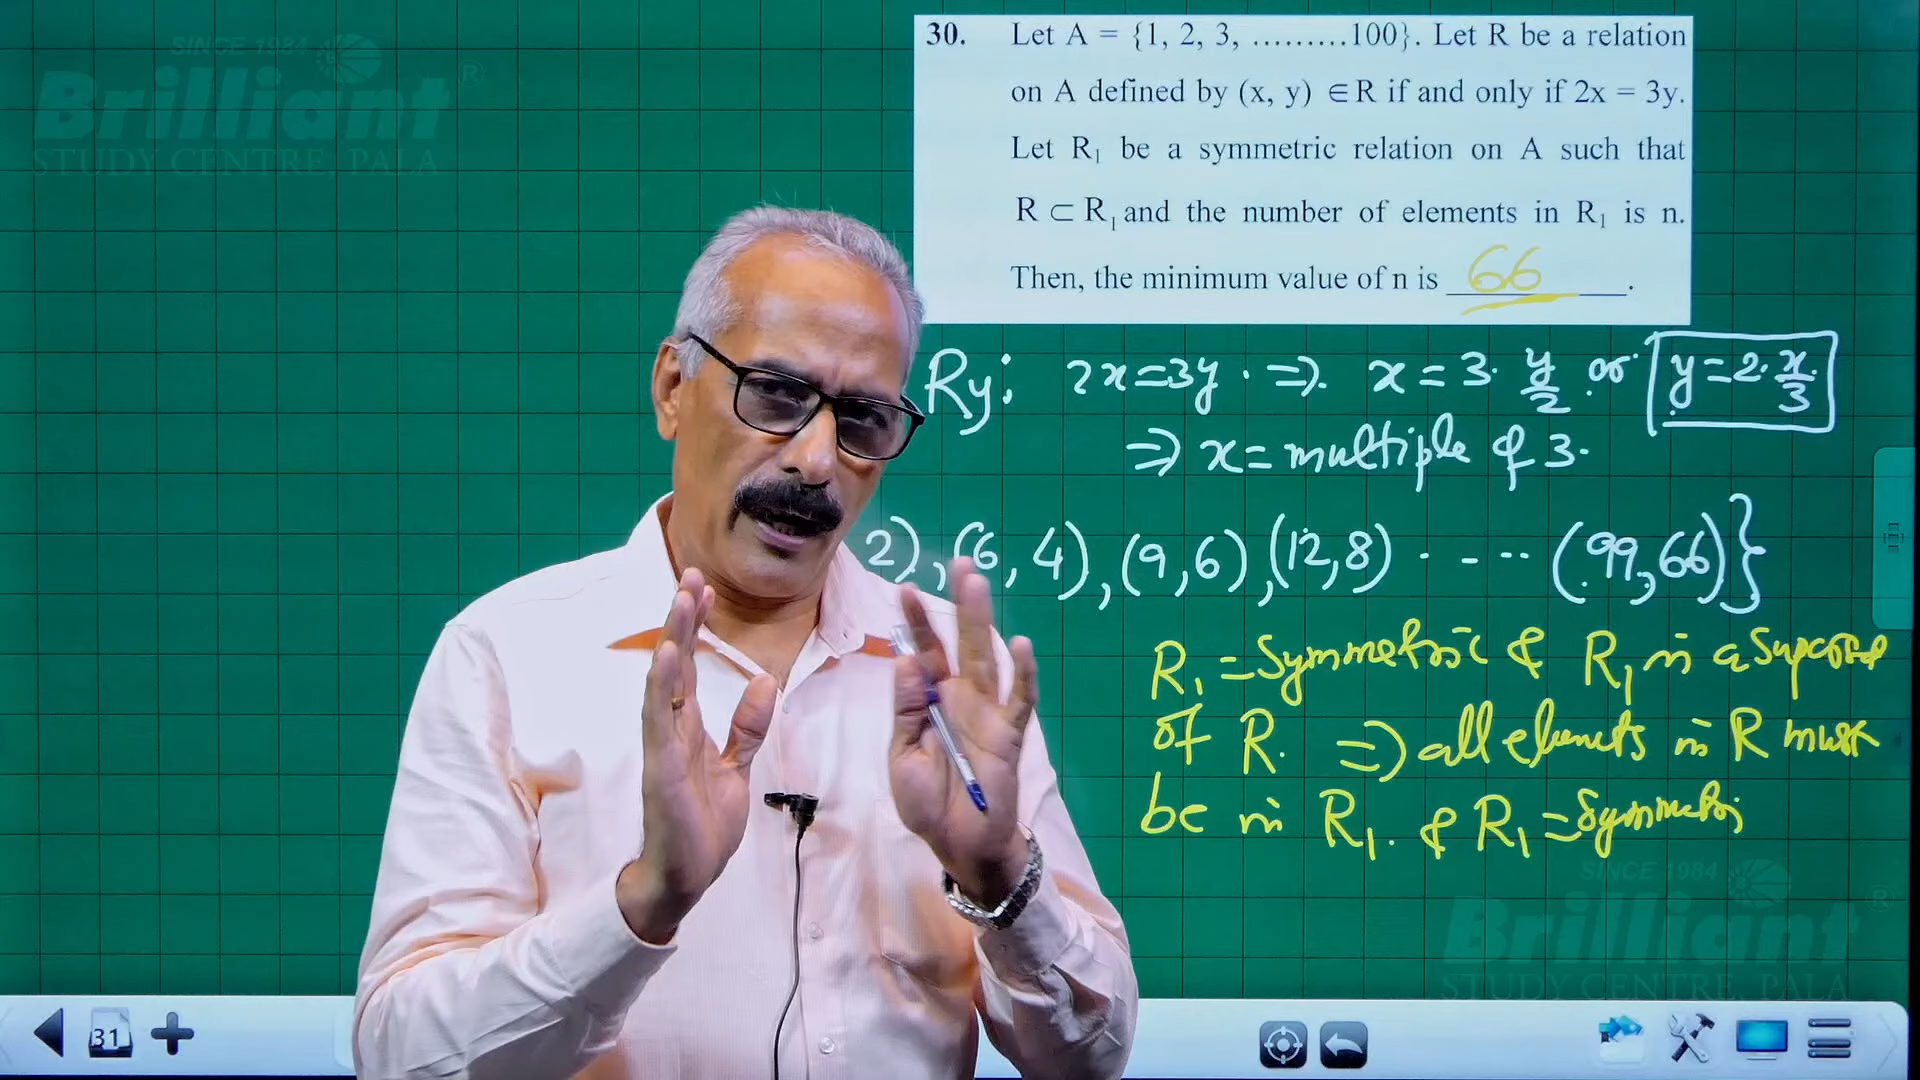 SINCE 1984
Brilliant®
STUDY CENTRE, PALA
30. Let A = {1, 2, 3, .........100}. Let R be a relation
on A defined by (x, y) ∈R if and only if 2x = 3y.
Let R₁ be a symmetric relation on A such that
R ⊂ R₁ and the number of elements in R₁ is n.
Then, the minimum value of n is 66.
Ry: 2x=3y. ⇒. x = 3. y/2 or y=2.x/3
⇒ x= multiple of 3.
2), (6, 4), (9,6), (12,8) . - -- (99,66)}
R₁ = Symmetric & R₁ is a
of R. ⇒ all elements in R must
be in R₁. & R₁ =
SINCE 1984
Brilliant®
STUDY CENTRE, PALA
31